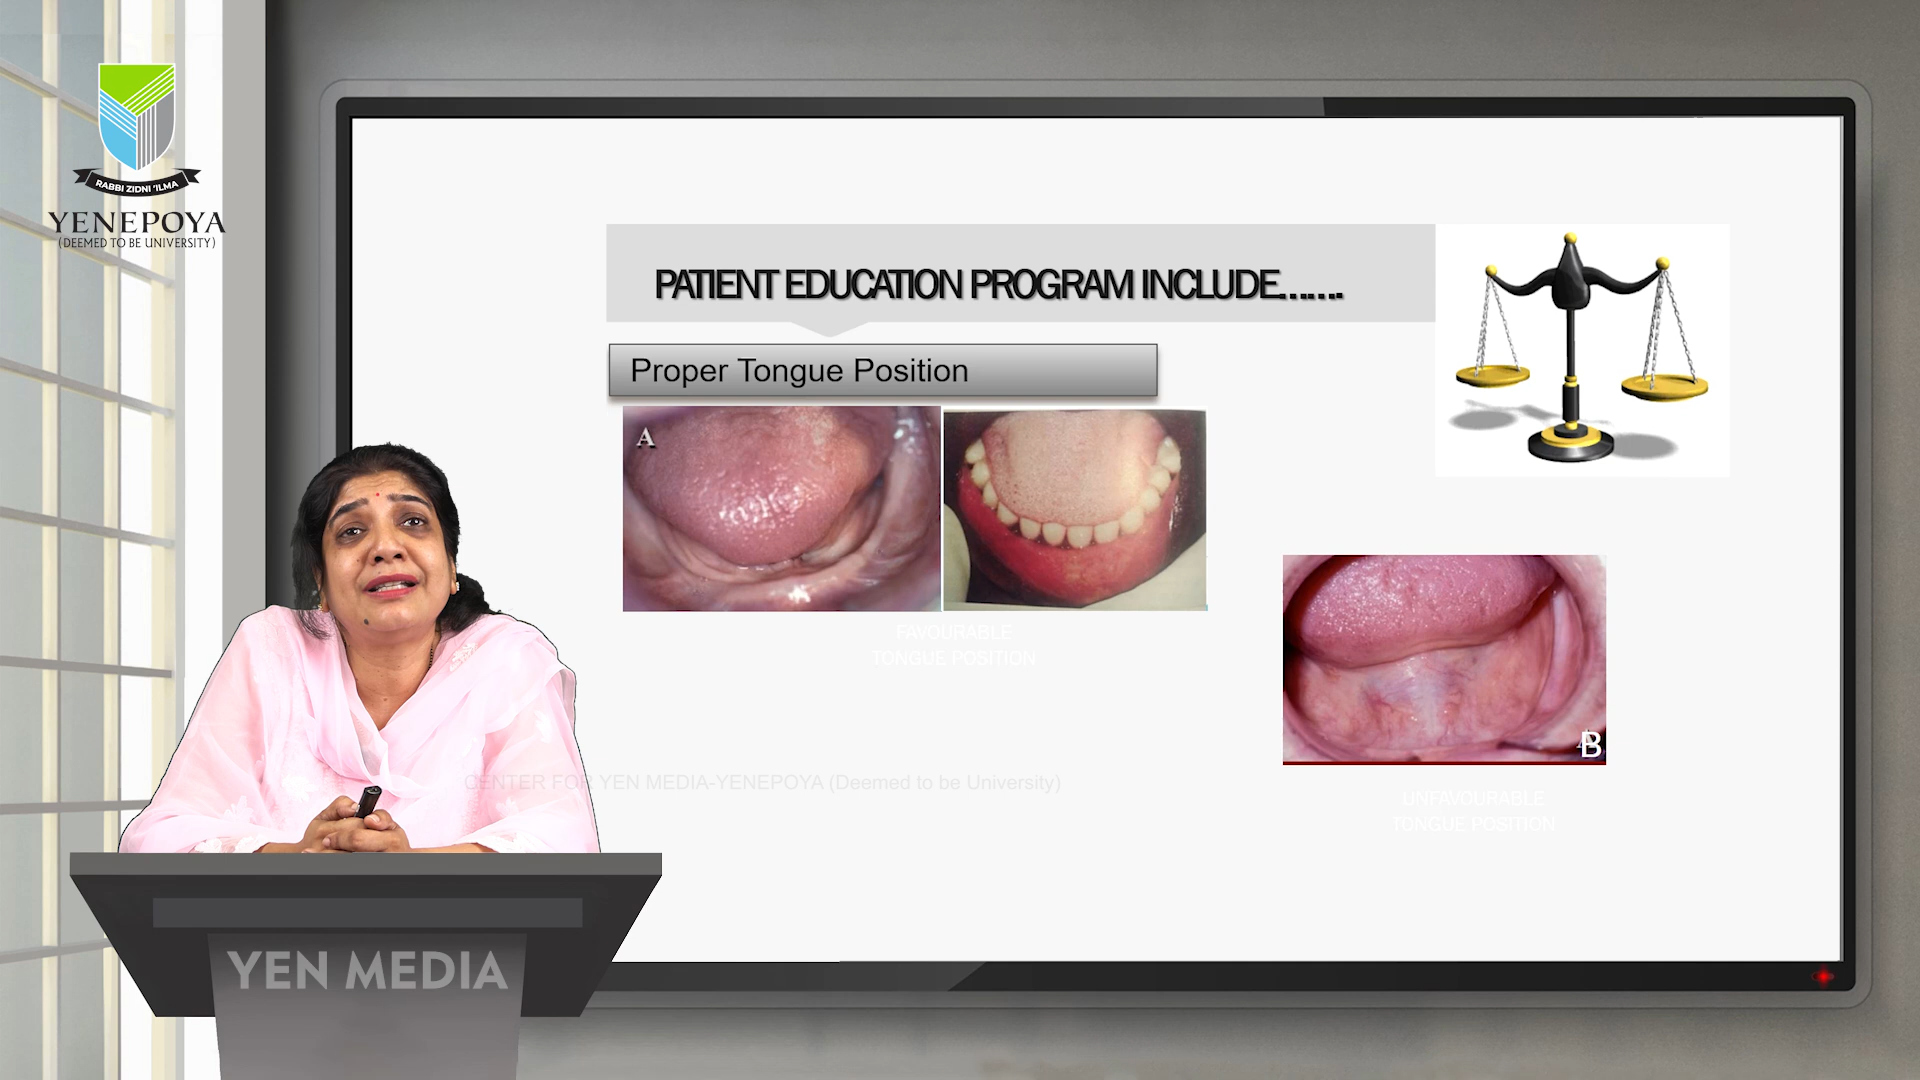 RABBI ZIDNI 'ILMA
YENEPOYA
(DEEMED TO BE UNIVERSITY)
PATIENT EDUCATION PROGRAM INCLUDE.......
Proper Tongue Position
A
FAVOURABLE
TONGUE POSITION
B
UNFAVOURABLE
TONGUE POSITION
CENTER FOR YEN MEDIA-YENEPOYA (Deemed to be University)
YEN MEDIA